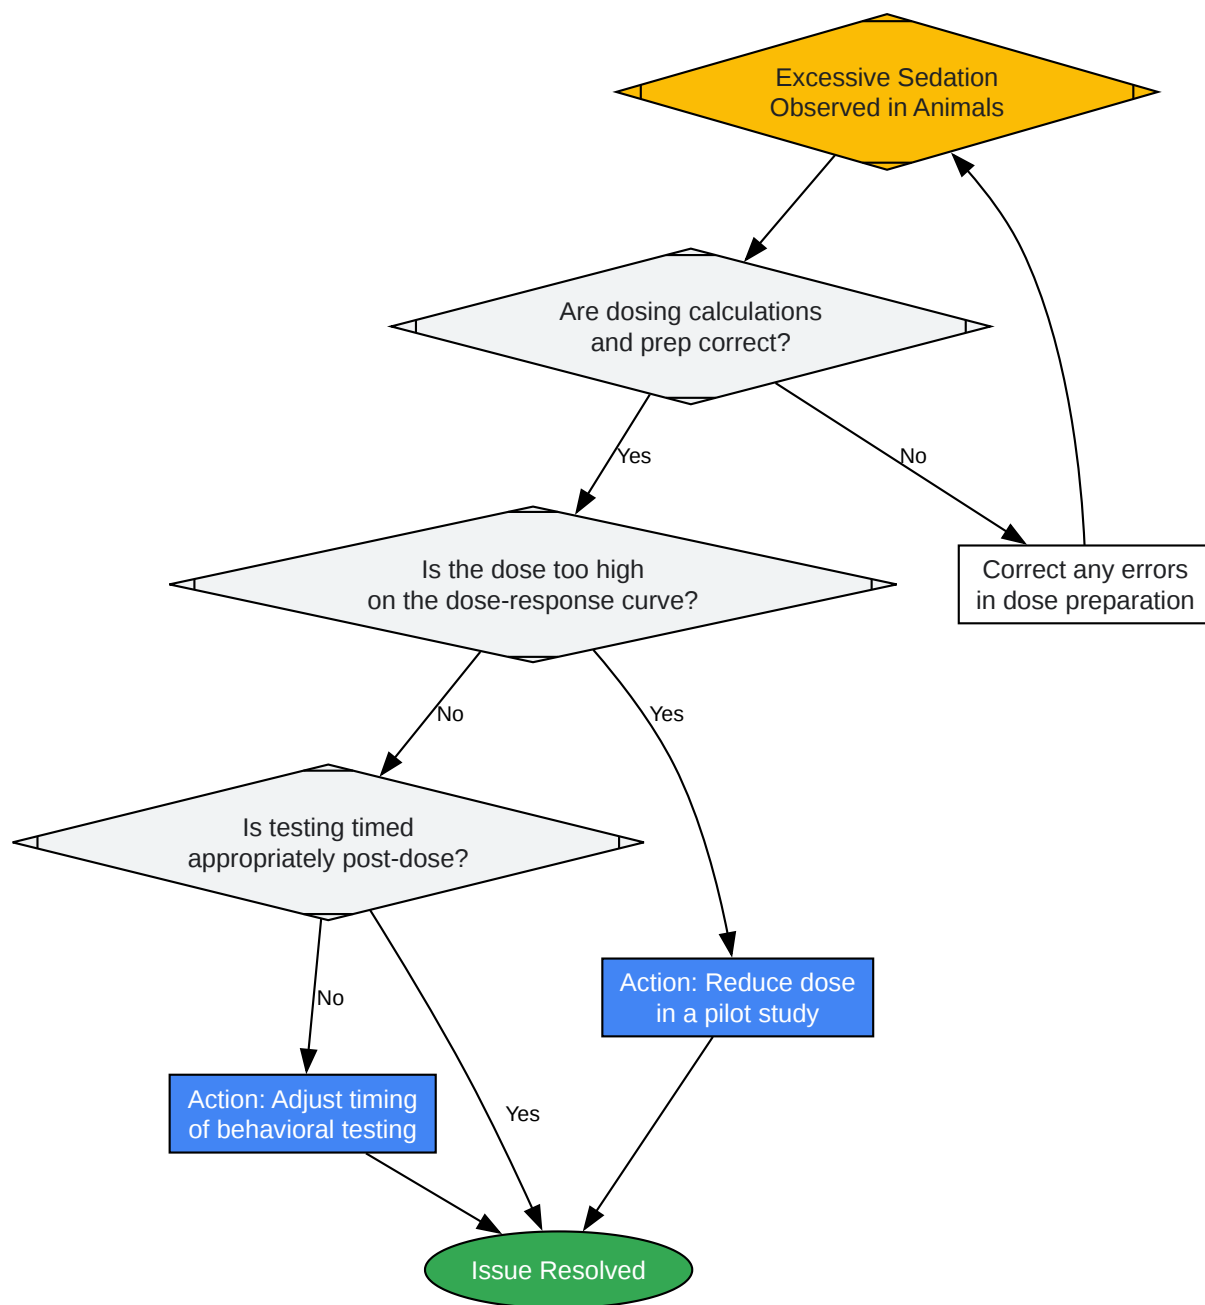 Excessive Sedation
Observed in Animals
Are dosing calculations
and prep correct?
Yes
No
Is the dose too high
on the dose-response curve?
Correct any errors
in dose preparation
No
Yes
Is testing timed
appropriately post-dose?
Action: Reduce dose
in a pilot study
No
Action: Adjust timing
of behavioral testing
Yes
Issue Resolved